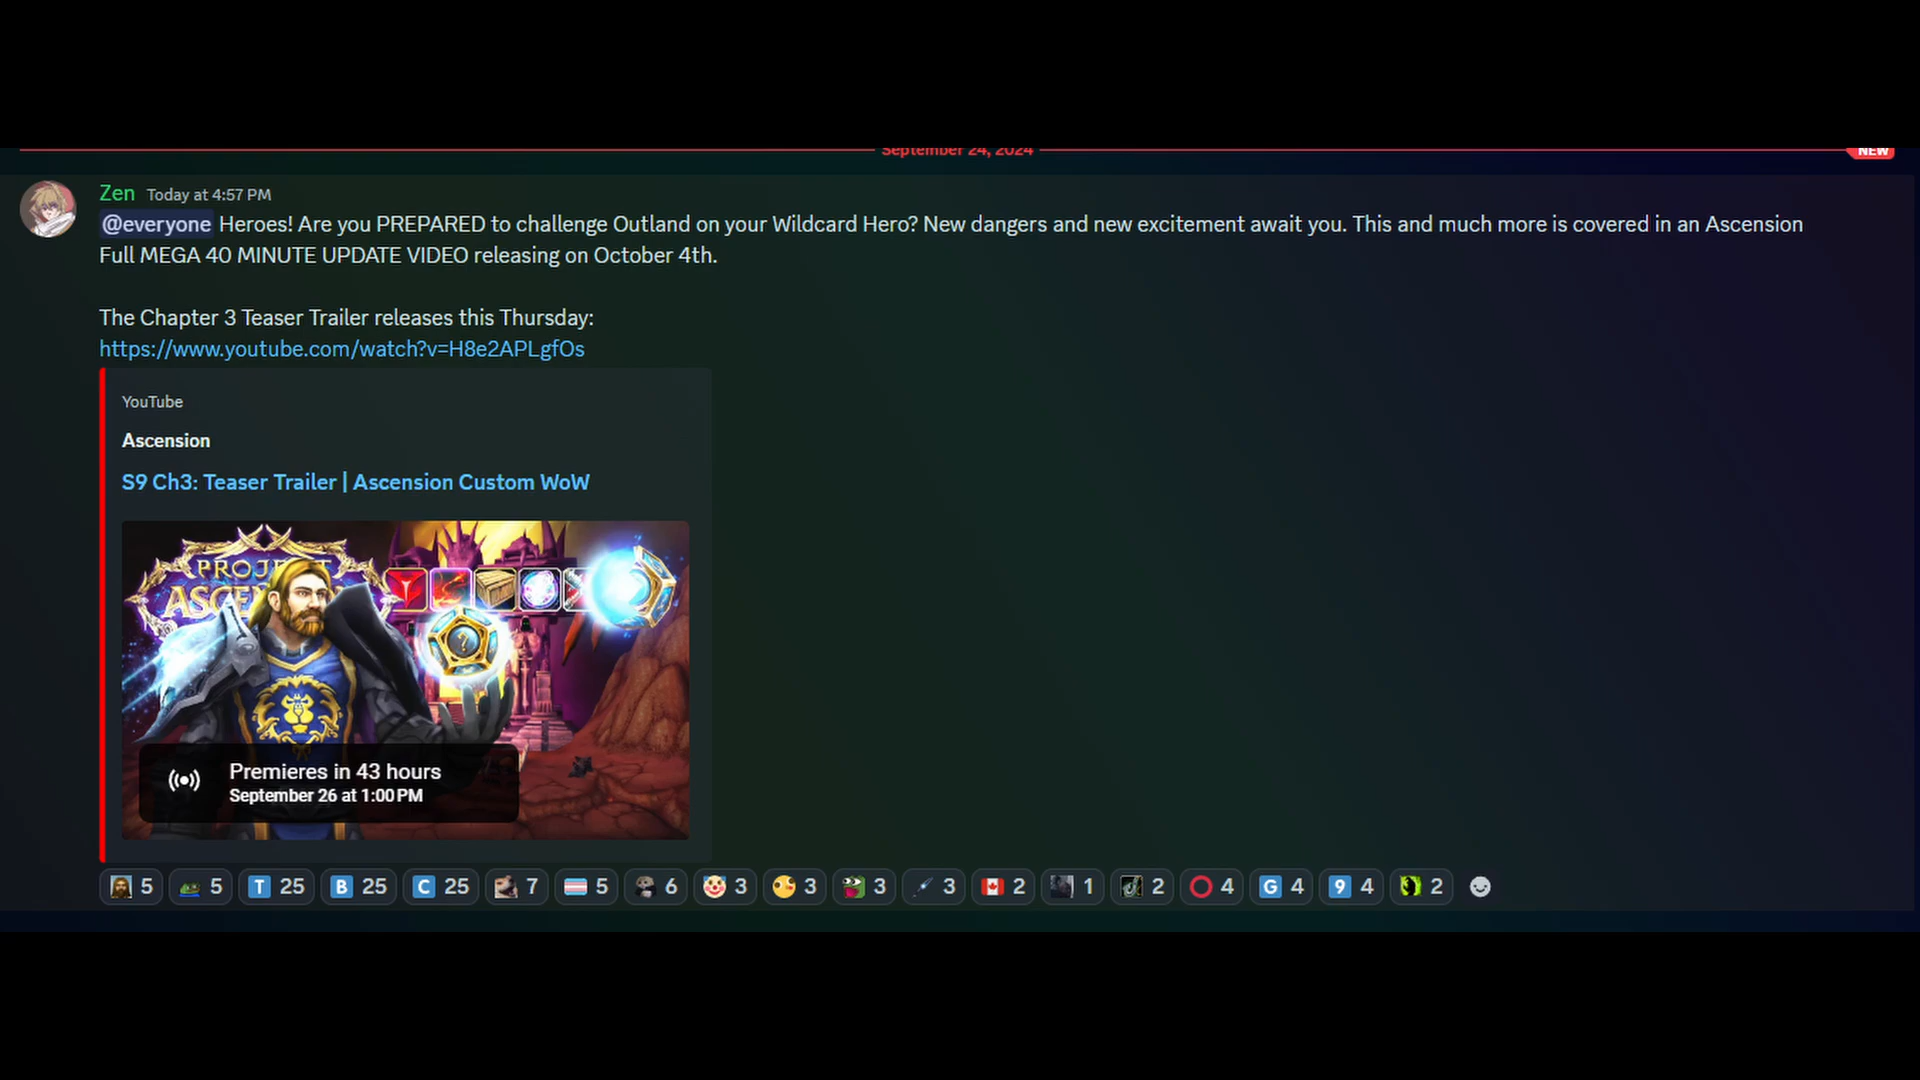 September 24, 2024
NEW
Zen Today at 4:57 PM
@everyone Heroes! Are you PREPARED to challenge Outland on your Wildcard Hero? New dangers and new excitement await you. This and much more is covered in an Ascension
Full MEGA 40 MINUTE UPDATE VIDEO releasing on October 4th.
The Chapter 3 Teaser Trailer releases this Thursday:
https://www.youtube.com/watch?v=H8e2APLgfOs
YouTube
Ascension
S9 Ch3: Teaser Trailer | Ascension Custom WoW
PROJECT
Premieres in 43 hours
September 26 at 1:00 PM
5 5 T 25 B 25 C 25 7 5 6 3 3 3 3 2 1 2 4 G 4 9 4 2